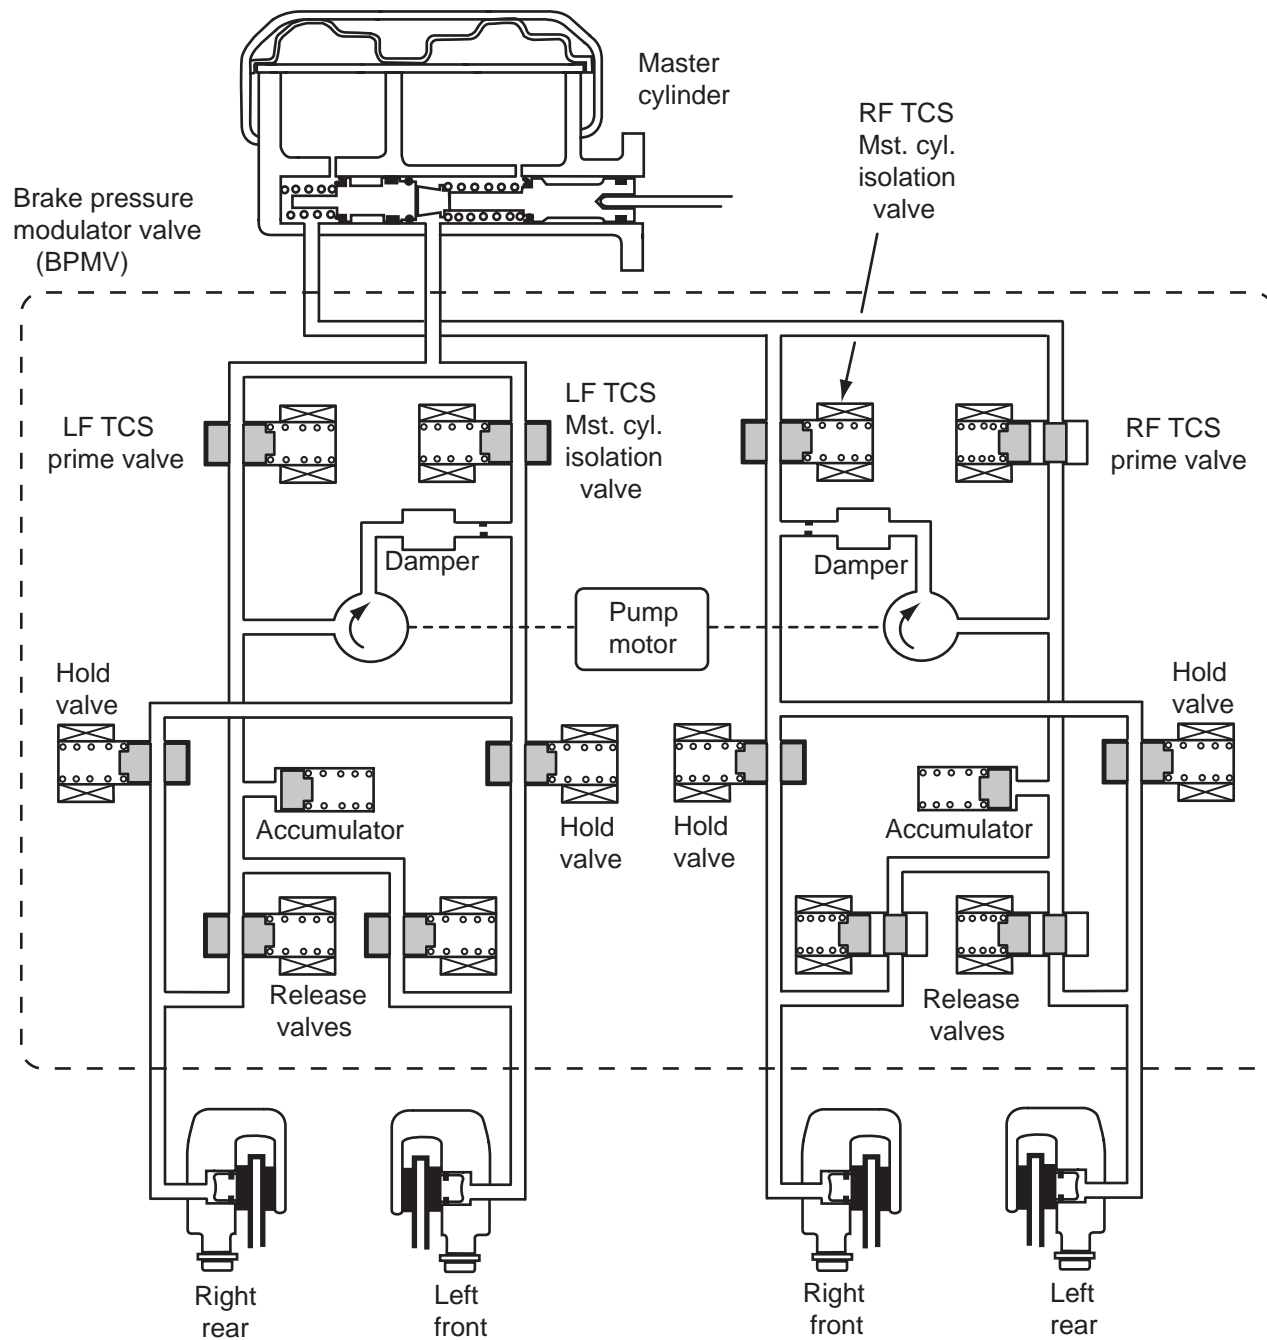 Master
cylinder
RF TCS
Mst. cyl.
isolation
valve
Brake pressure
modulator valve
(BPMV)
LF TCS
prime valve
LF TCS
Mst. cyl.
isolation
valve
RF TCS
prime valve
Damper
Damper
Pump
motor
Hold
valve
Hold
valve
Accumulator
Hold
valve
Hold
valve
Accumulator
Release
valves
Release
valves
Right
rear
Left
front
Right
front
Left
rear